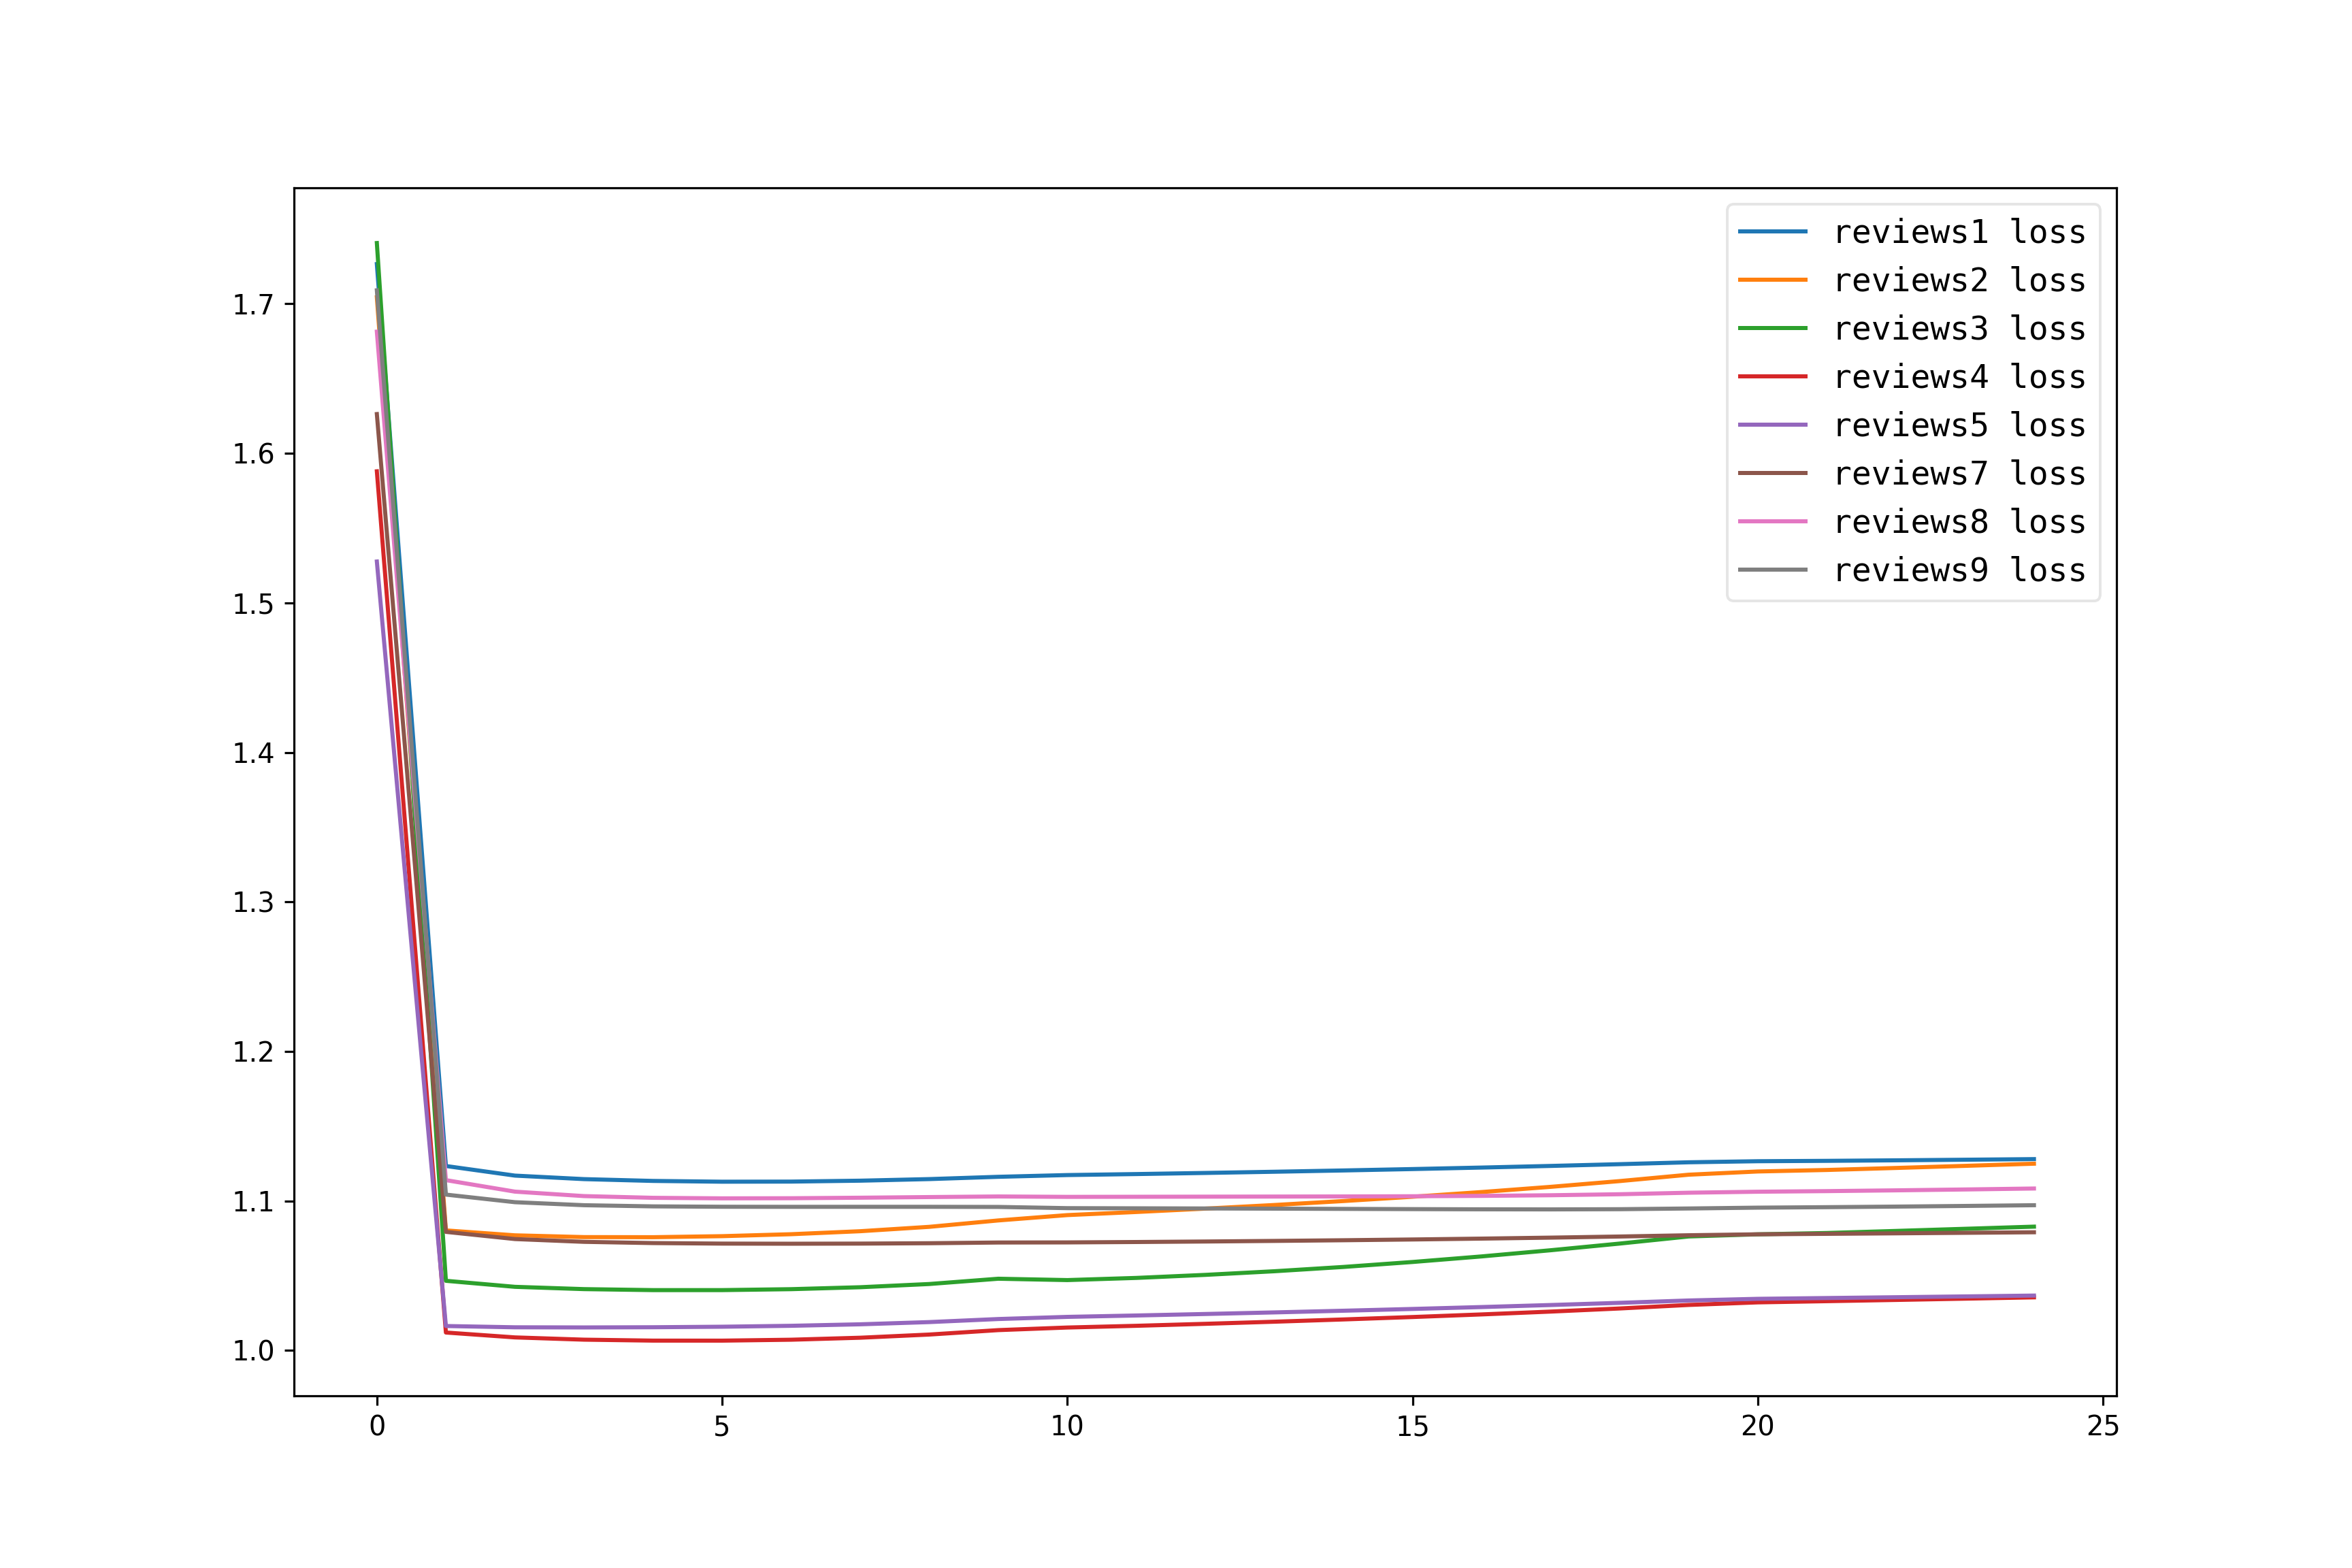 1.7
1.6
1.5
1.4
1.3
1.2
1.1
1.0
0 5 10 15 20 25
reviews1 loss
reviews2 loss
reviews3 loss
reviews4 loss
reviews5 loss
reviews7 loss
reviews8 loss
reviews9 loss